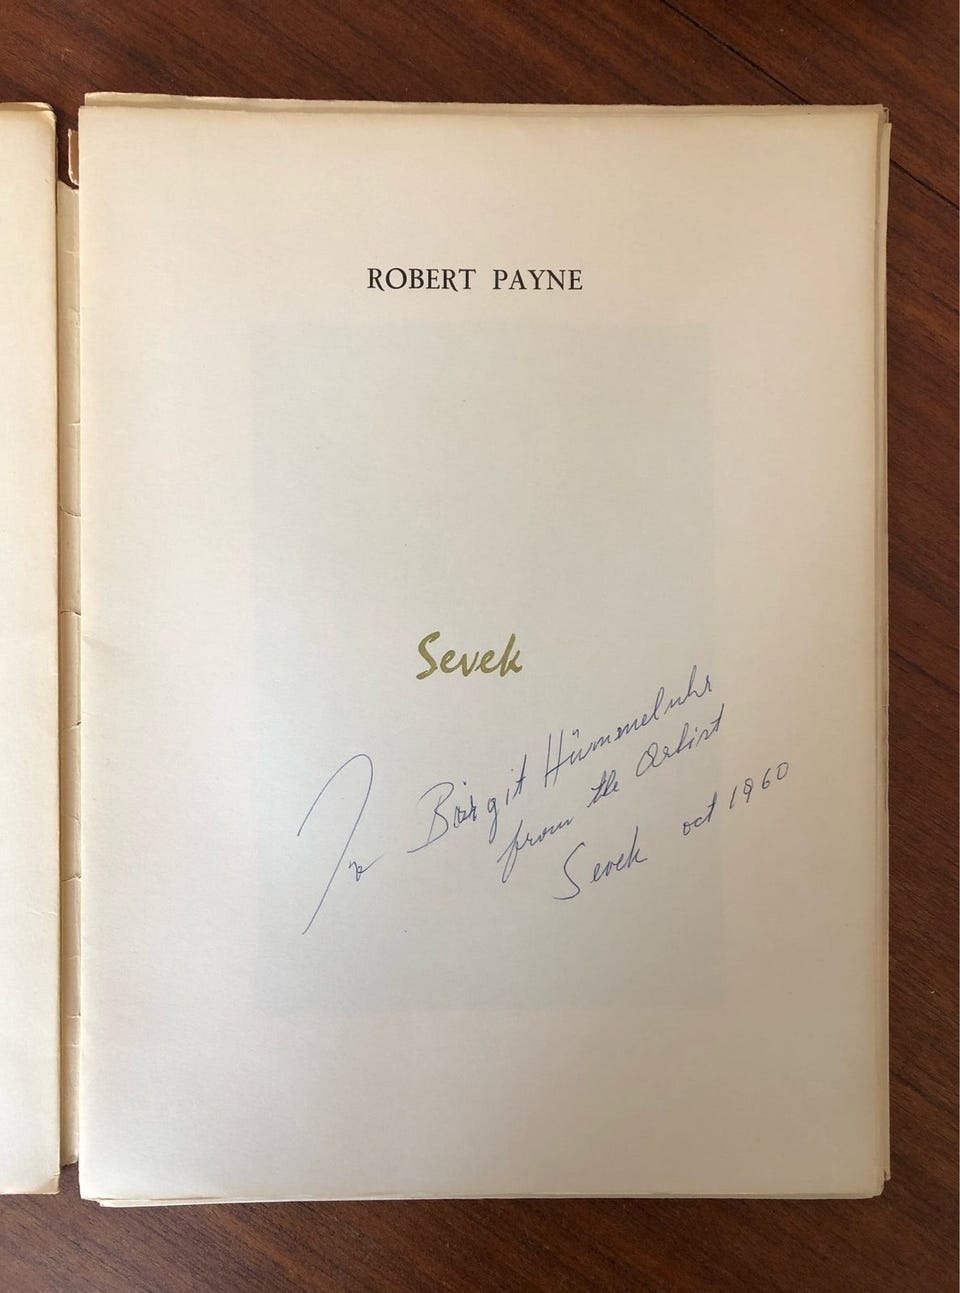 ROBERT PAYNE
Sevek
To Birgit Hümmeluhr
from the Artist
Sevek oct 1960